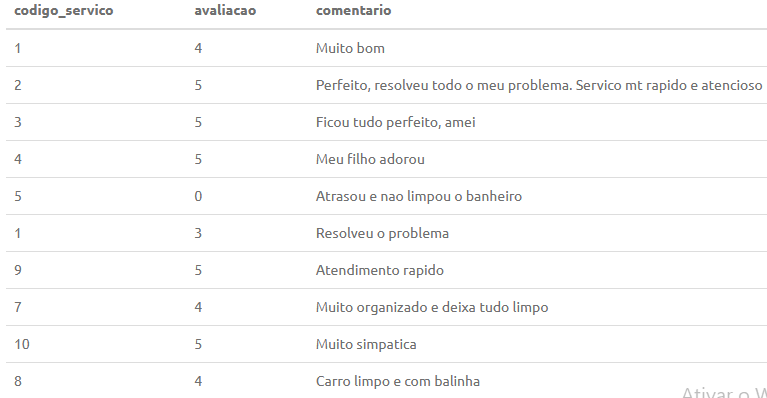 codigo_servico avaliacao comentario
1 4 Muito bom
2 5 Perfeito, resolveu todo o meu problema. Servico mt rapido e atencioso
3 5 Ficou tudo perfeito, amei
4 5 Meu filho adorou
5 0 Atrasou e nao limpou o banheiro
1 3 Resolveu o problema
9 5 Atendimento rapido
7 4 Muito organizado e deixa tudo limpo
10 5 Muito simpatica
8 4 Carro limpo e com balinha
Ativar o W